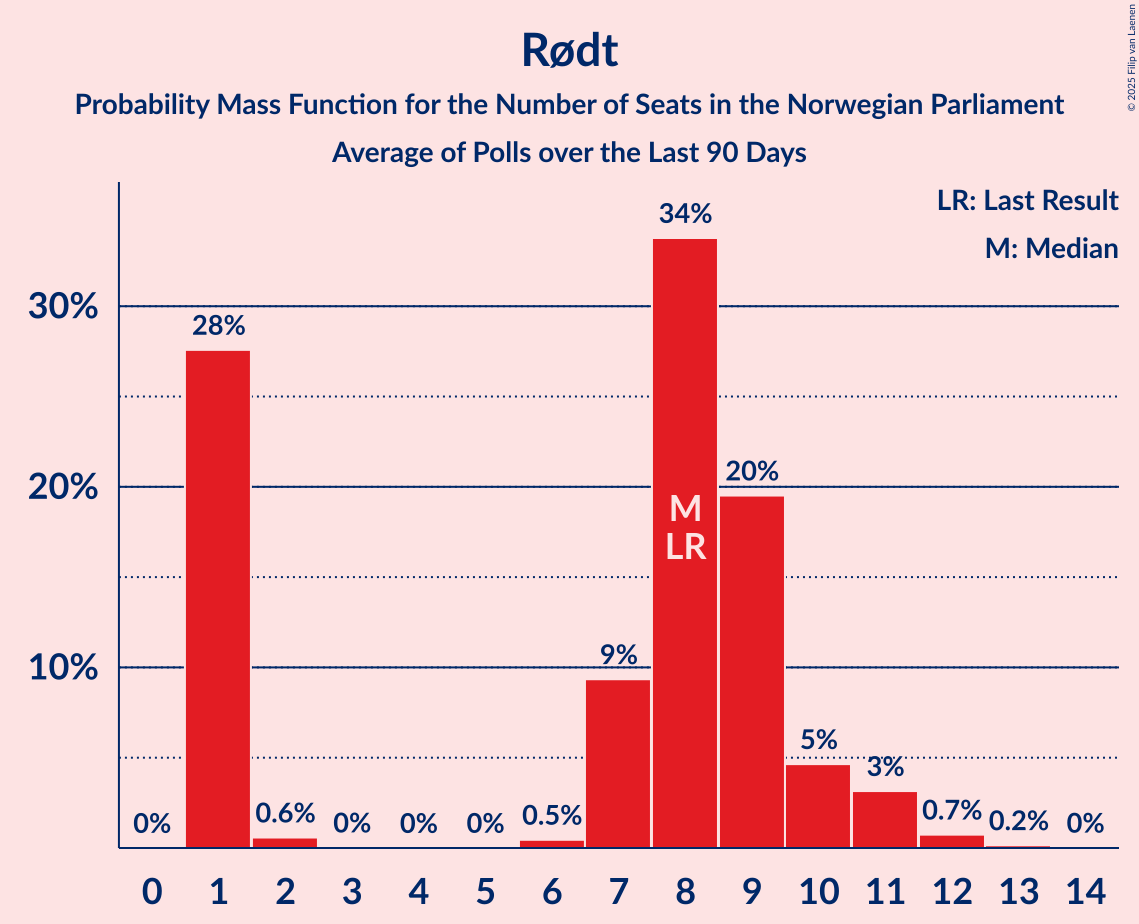 Rødt
Probability Mass Function for the Number of Seats in the Norwegian Parliament
Average of Polls over the Last 90 Days
© 2025 Filip van Laenen
LR: Last Result
M: Median
30%
20%
10%
0%
28%
0.6%
0%
0%
0%
0.5%
9%
34%
20%
5%
3%
0.7%
0.2%
0%
M
LR
0 1 2 3 4 5 6 7 8 9 10 11 12 13 14